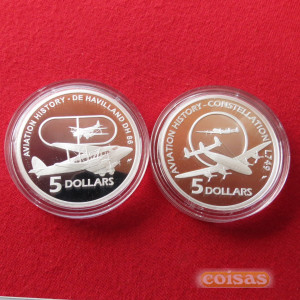 AVIATION HISTORY - DE HAVILLAND DH 86
5 DOLLARS
AVIATION HISTORY - CONSTELLATION L749
5 DOLLARS
coisas